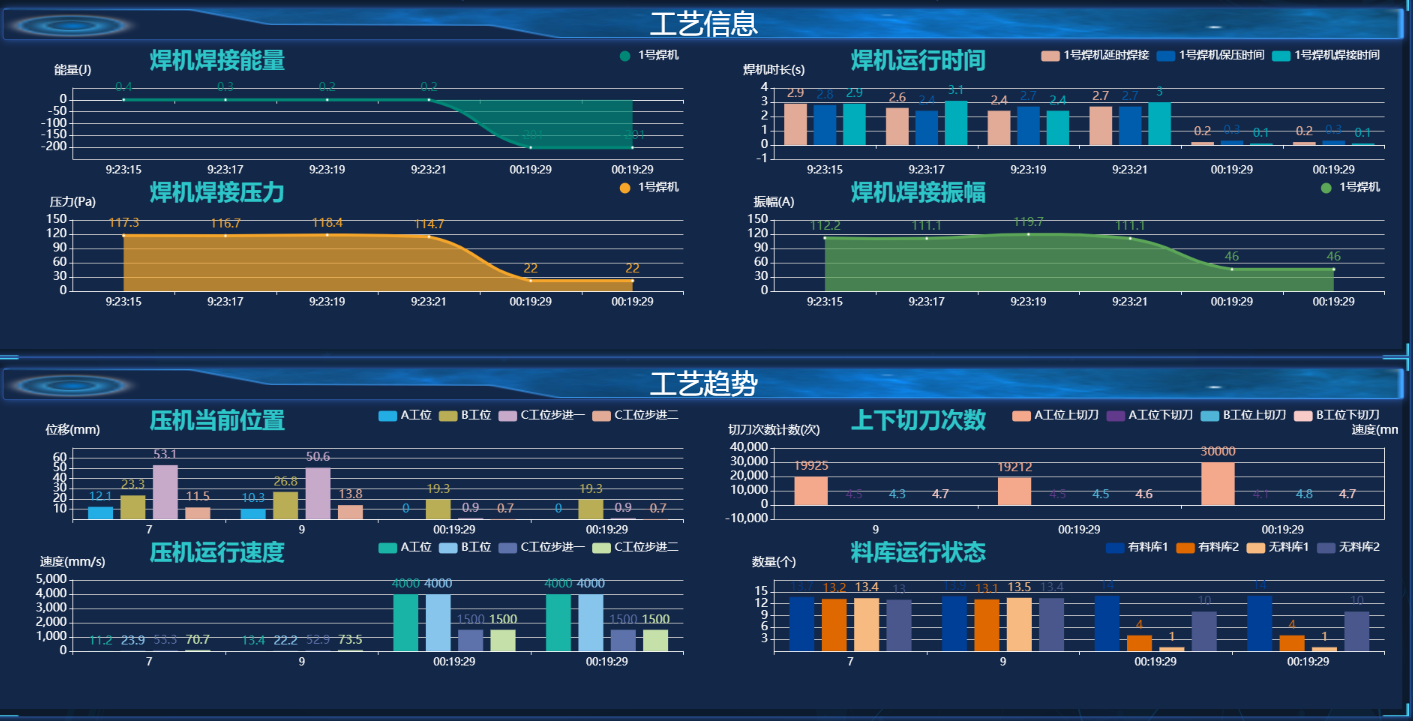 工艺信息
焊机焊接能量
1号焊机
能量(J)
0.4 0.3 0.2 0.2
0
-50
-100
-150
-200
-201 -201
9:23:15 9:23:17 9:23:19 9:23:21 00:19:29 00:19:29
焊机运行时间
1号焊机延时焊接 1号焊机保压时间 1号焊机焊接时间
焊机时长(s)
4
3
2
1
0
-1
2.9 2.8 2.9 2.6 2.4 3.1 2.4 2.7 2.4 2.7 2.7 3 0.2 0.3 0.1 0.2 0.3 0.1
9:23:15 9:23:17 9:23:19 9:23:21 00:19:29 00:19:29
焊机焊接压力
1号焊机
压力(Pa)
150
120
90
60
30
0
117.3 116.7 118.4 114.7 22 22
9:23:15 9:23:17 9:23:19 9:23:21 00:19:29 00:19:29
焊机焊接振幅
1号焊机
振幅(A)
150
120
90
60
30
0
112.2 111.1 119.7 111.1 46 46
9:23:15 9:23:17 9:23:19 9:23:21 00:19:29 00:19:29
工艺趋势
压机当前位置
A工位 B工位 C工位步进一 C工位步进二
位移(mm)
60
50
40
30
20
10
12.1 23.3 53.1 11.5 10.3 26.8 50.6 13.8 0 19.3 0.9 0.7 0 19.3 0.9 0.7
7 9 00:19:29 00:19:29
上下切刀次数
A工位上切刀 A工位下切刀 B工位上切刀 B工位下切刀
切刀次数计数(次)
速度(mn
40,000
30,000
20,000
10,000
0
-10,000
19925 4.5 4.3 4.7 19212 4.5 4.5 4.6 30000 4.1 4.8 4.7
9 00:19:29 00:19:29
压机运行速度
A工位 B工位 C工位步进一 C工位步进二
速度(mm/s)
5,000
4,000
3,000
2,000
1,000
0
11.2 23.9 53.3 70.7 13.4 22.2 52.9 73.5 4000 4000 1500 1500 4000 4000 1500 1500
7 9 00:19:29 00:19:29
料库运行状态
有料库1 有料库2 无料库1 无料库2
数量(个)
15
12
9
6
3
13.7 13.2 13.4 13 13.9 13.1 13.5 13.4 14 4 1 10 14 4 1 10
7 9 00:19:29 00:19:29